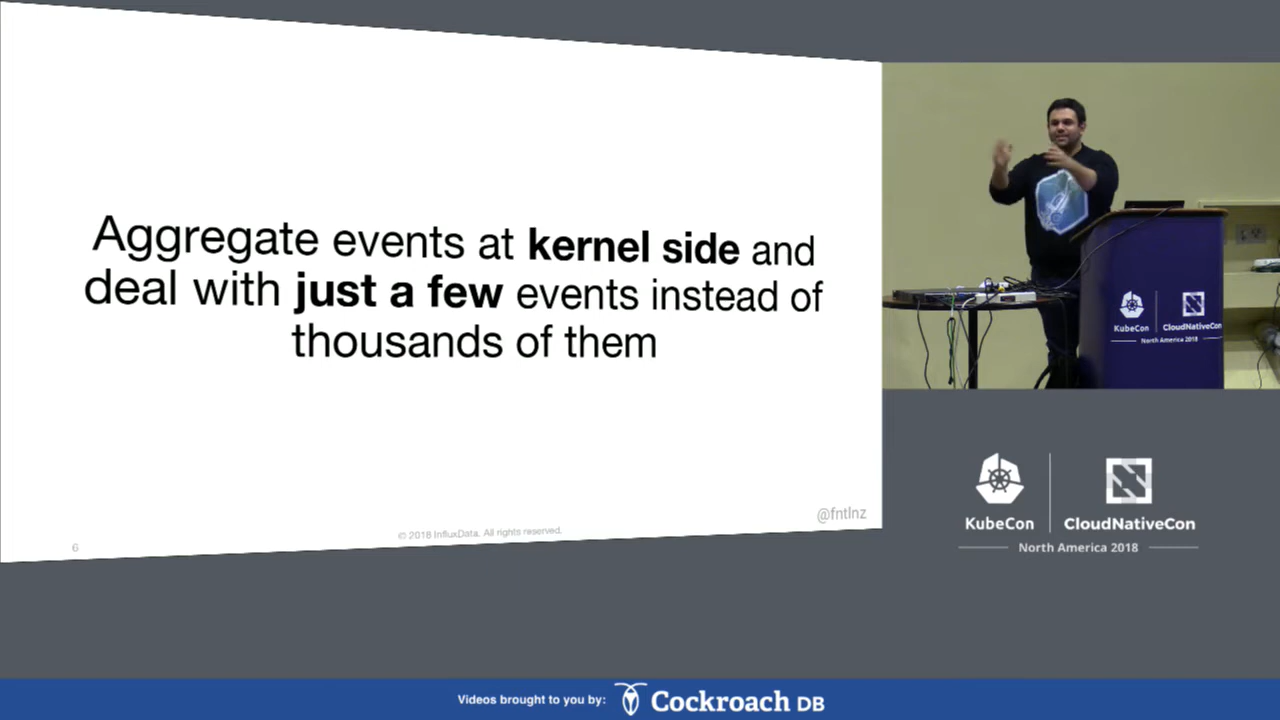 Aggregate events at kernel side and
deal with just a few events instead of
thousands of them
@fntlnz
© 2018 InfluxData. All rights reserved.
6
KubeCon
CloudNativeCon
North America 2018
KubeCon
CloudNativeCon
North America 2018
Videos brought to you by:
Cockroach DB